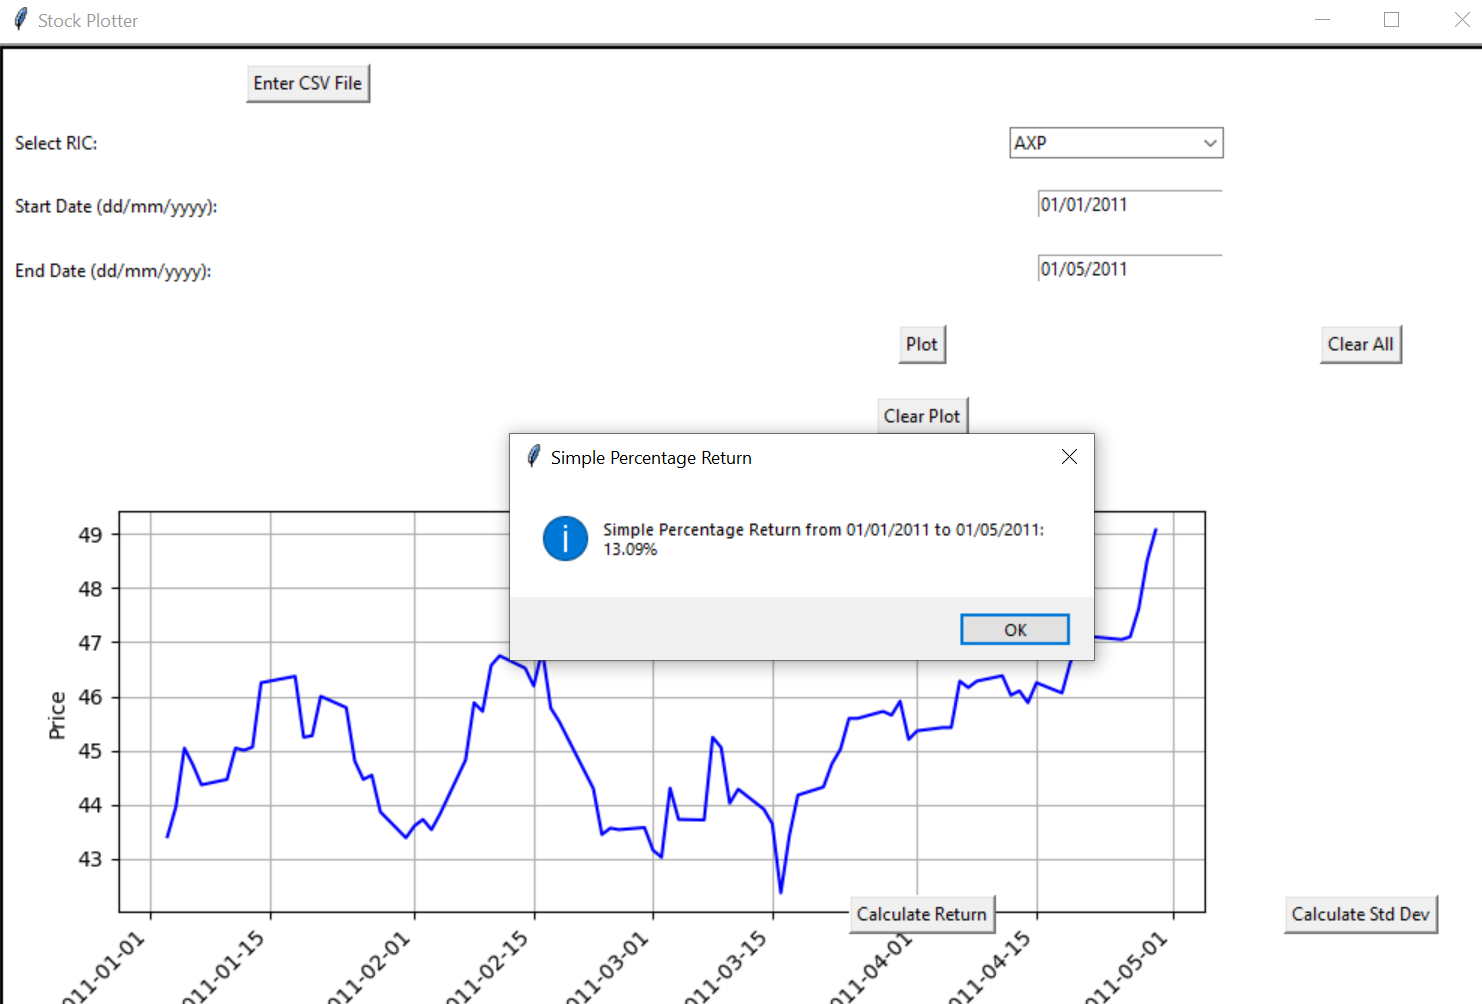 Stock Plotter
Enter CSV File
Select RIC:
AXP
Start Date (dd/mm/yyyy):
01/01/2011
End Date (dd/mm/yyyy):
01/05/2011
Plot
Clear All
Clear Plot
Simple Percentage Return
Simple Percentage Return from 01/01/2011 to 01/05/2011:
13.09%
OK
49
48
47
46
45
44
43
Price
Calculate Return
Calculate Std Dev
011-01-01
011-01-15
011-02-01
011-02-15
011-03-01
011-03-15
011-04-01
011-04-15
011-05-01